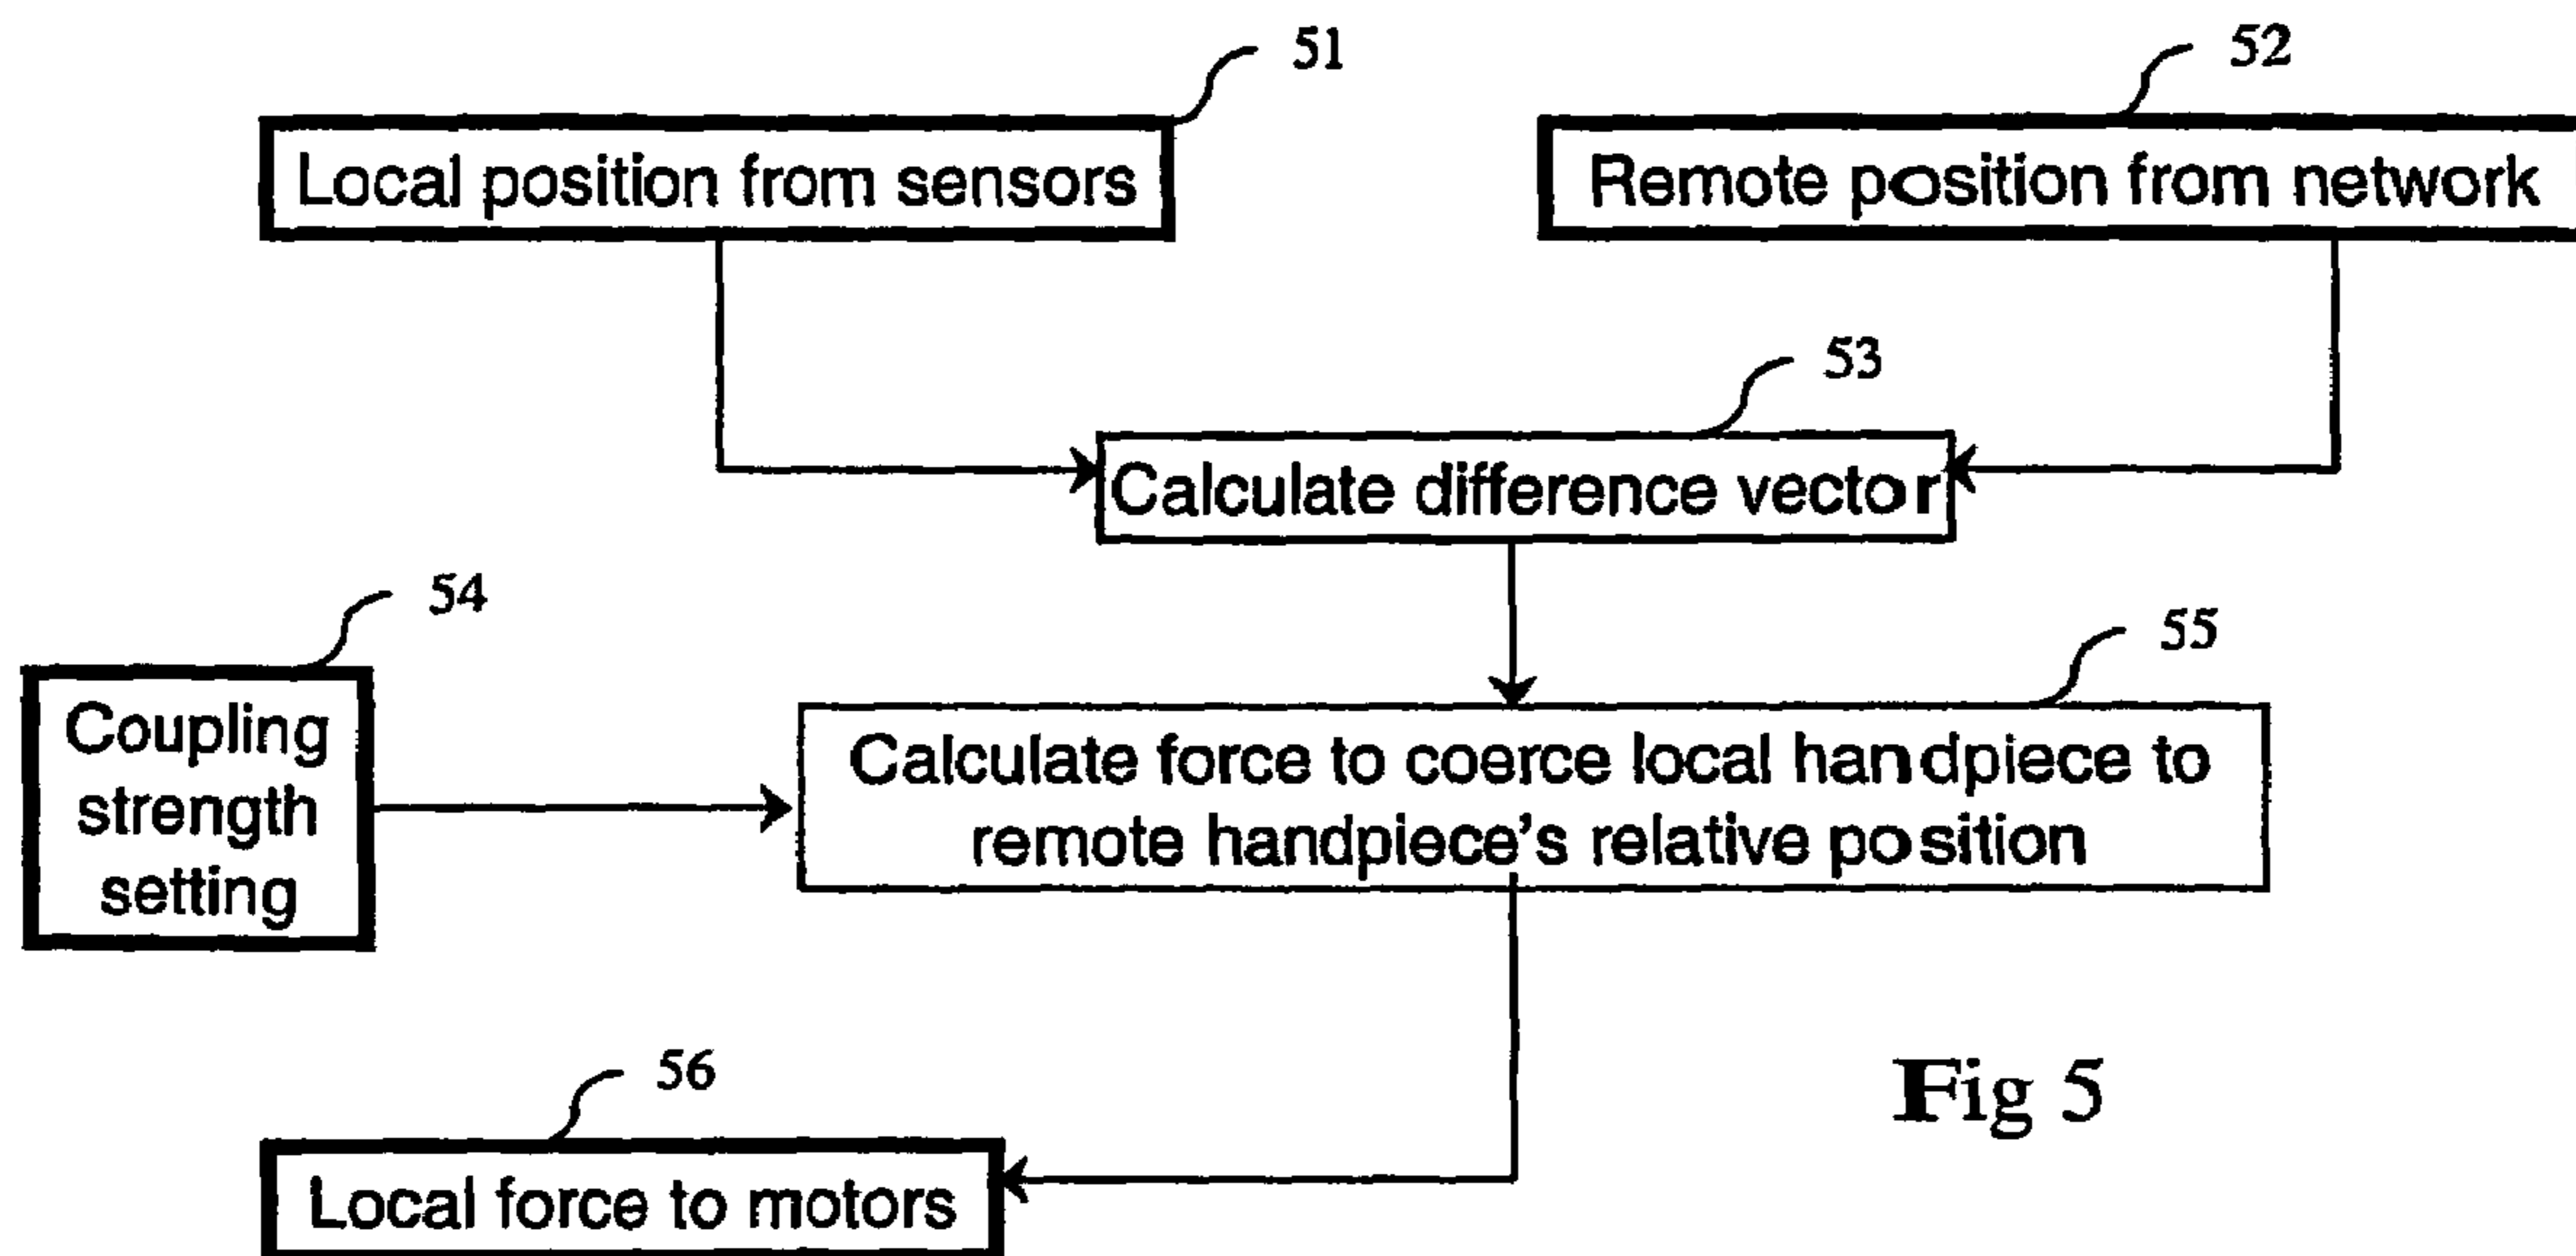 51
52
Local position from sensors
Remote position from network
53
Calculate difference vector
54
55
Coupling
strength
setting
Calculate force to coerce local handpiece to
remote handpiece's relative position
56
Local force to motors
Fig 5